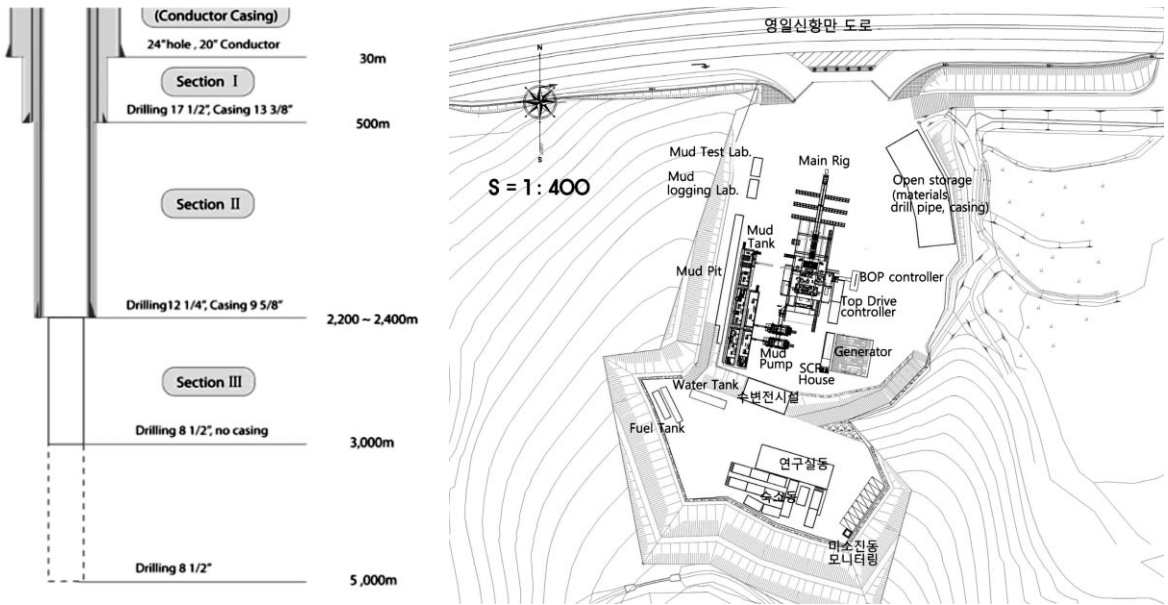 (Conductor Casing)
24"hole , 20" Conductor
30m
Section I
Drilling 17 1/2", Casing 13 3/8"
500m
Section II
Drilling12 1/4", Casing 9 5/8"
2,200 ~ 2,400m
Section III
Drilling 8 1/2", no casing
3,000m
Drilling 8 1/2"
5,000m
영일신항만 도로
N
S
S = 1 : 400
Mud Test Lab.
Mud
logging Lab.
Main Rig
Open storage
(materials,
drill pipe, casing)
Mud
Tank
Mud Pit
BOP controller
Top Drive
controller
Mud
Pump
SCR
House
Generator
Water Tank
수변전시설
Fuel Tank
연구실동
숙소동
미소진동
모니터링